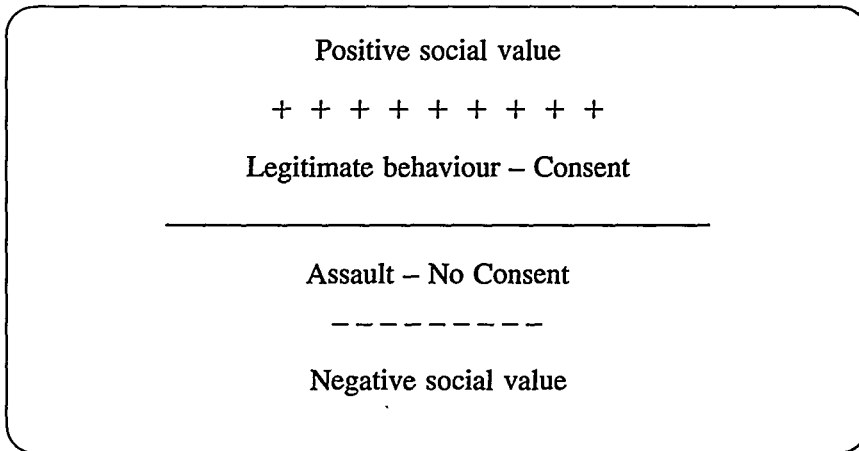 Positive social value
+ + + + + + + + + +
Legitimate behaviour – Consent
Assault – No Consent
– – – – – – – – –
Negative social value